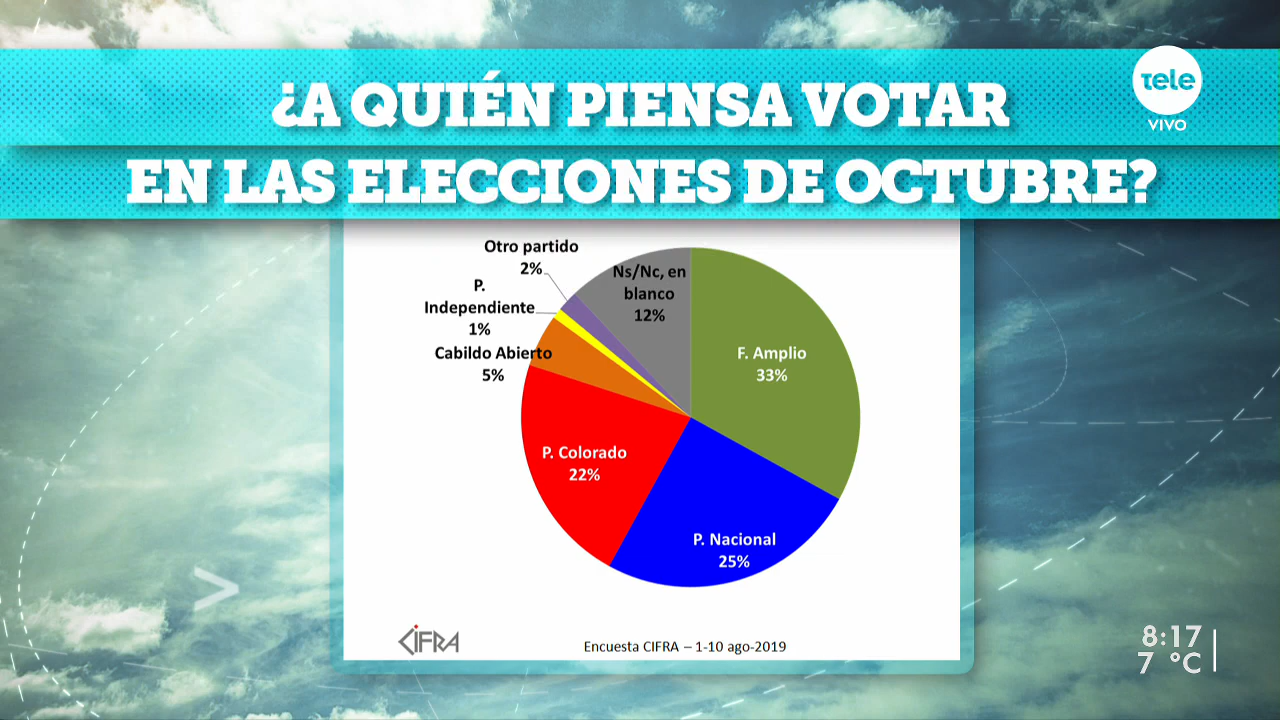 ¿A QUIÉN PIENSA VOTAR
EN LAS ELECCIONES DE OCTUBRE?
TELE
VIVO
Otro partido
2%
P.
Independiente
1%
Cabildo Abierto
5%
Ns/Nc, en
blanco
12%
F. Amplio
33%
P. Colorado
22%
P. Nacional
25%
CIFRA
Encuesta CIFRA – 1-10 ago-2019
>
8:17
7 °C